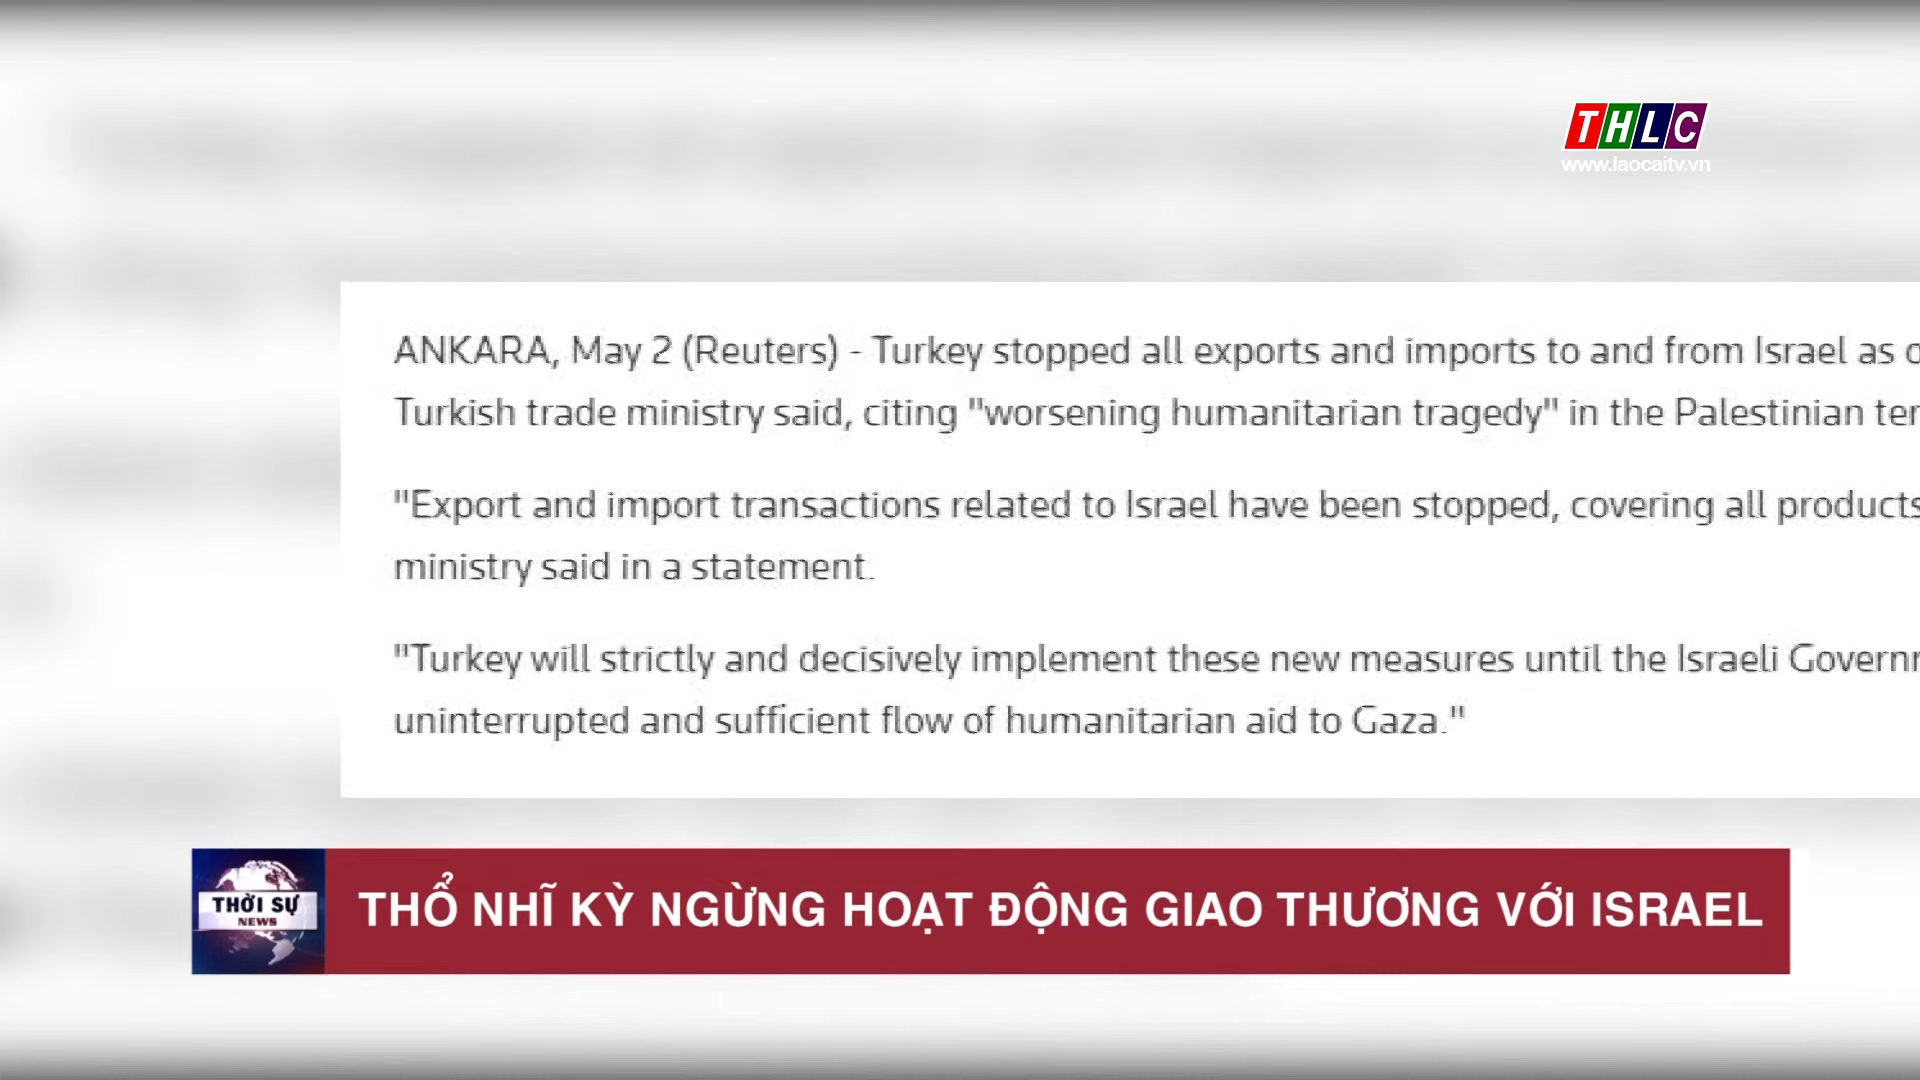 THLC
www.laocaitv.vn
ANKARA, May 2 (Reuters) - Turkey stopped all exports and imports to and from Israel as
Turkish trade ministry said, citing "worsening humanitarian tragedy" in the Palestinian
"Export and import transactions related to Israel have been stopped, covering all products
ministry said in a statement.
"Turkey will strictly and decisively implement these new measures until the Israeli
uninterrupted and sufficient flow of humanitarian aid to Gaza."
THỜI SỰ
NEWS
THỔ NHĨ KỲ NGỪNG HOẠT ĐỘNG GIAO THƯƠNG VỚI ISRAEL